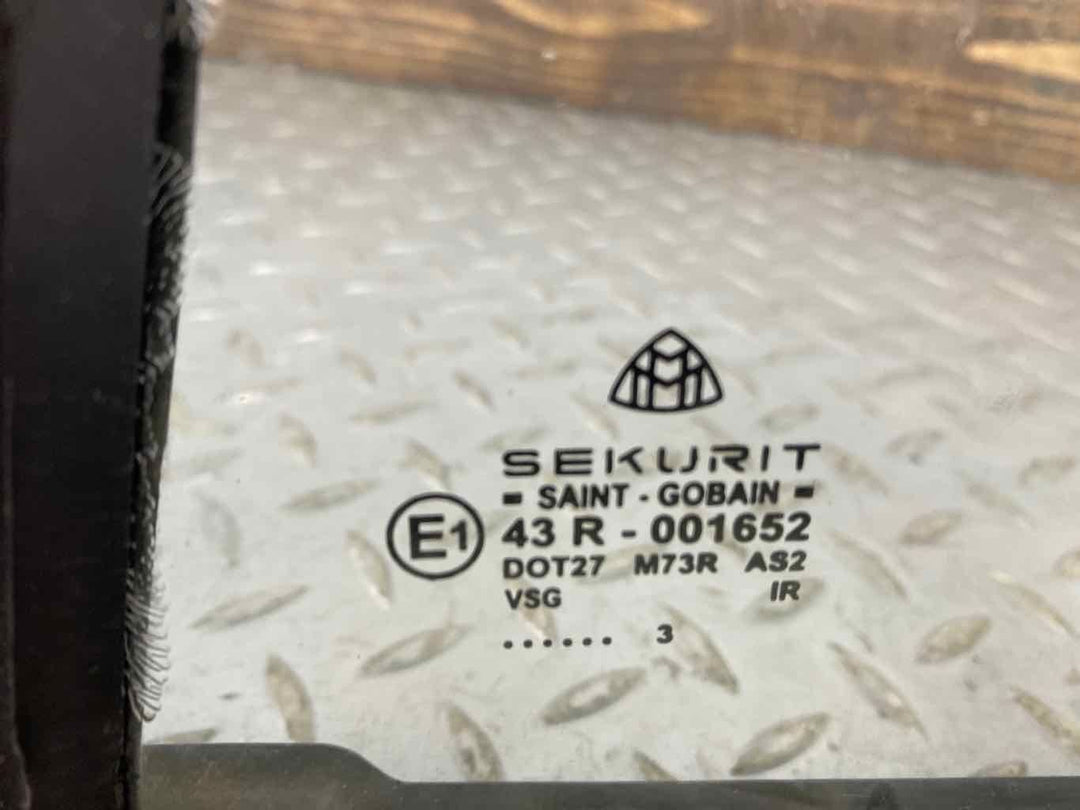 SEKURIT
= SAINT - GOBAIN =
E1
43 R - 001652
DOT27 M73R AS2
VSG IR
...... 3